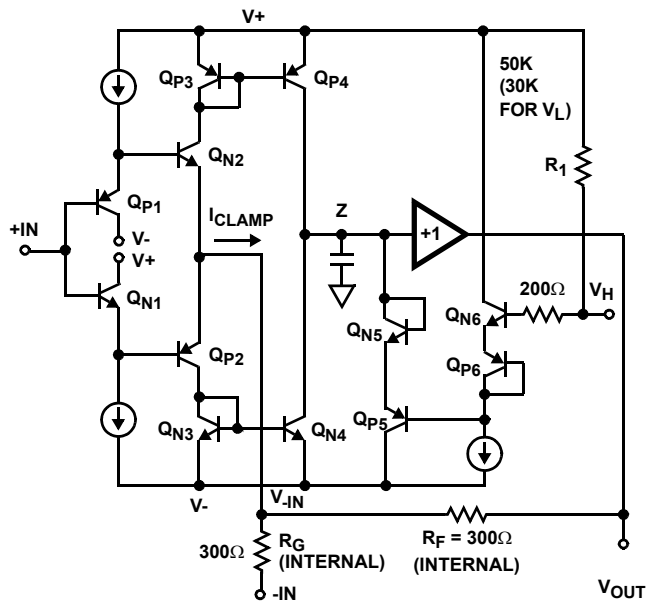 V+
50K
(30K
FOR VL)
QP3
QP4
QN2
R1
QP1
ICLAMP
Z
+1
+IN
V-
V+
200Ω
VH
QN1
QN6
QN5
QP2
QP6
QP5
QN3
QN4
V-
V-IN
300Ω
RG
(INTERNAL)
RF = 300Ω
(INTERNAL)
-IN
VOUT